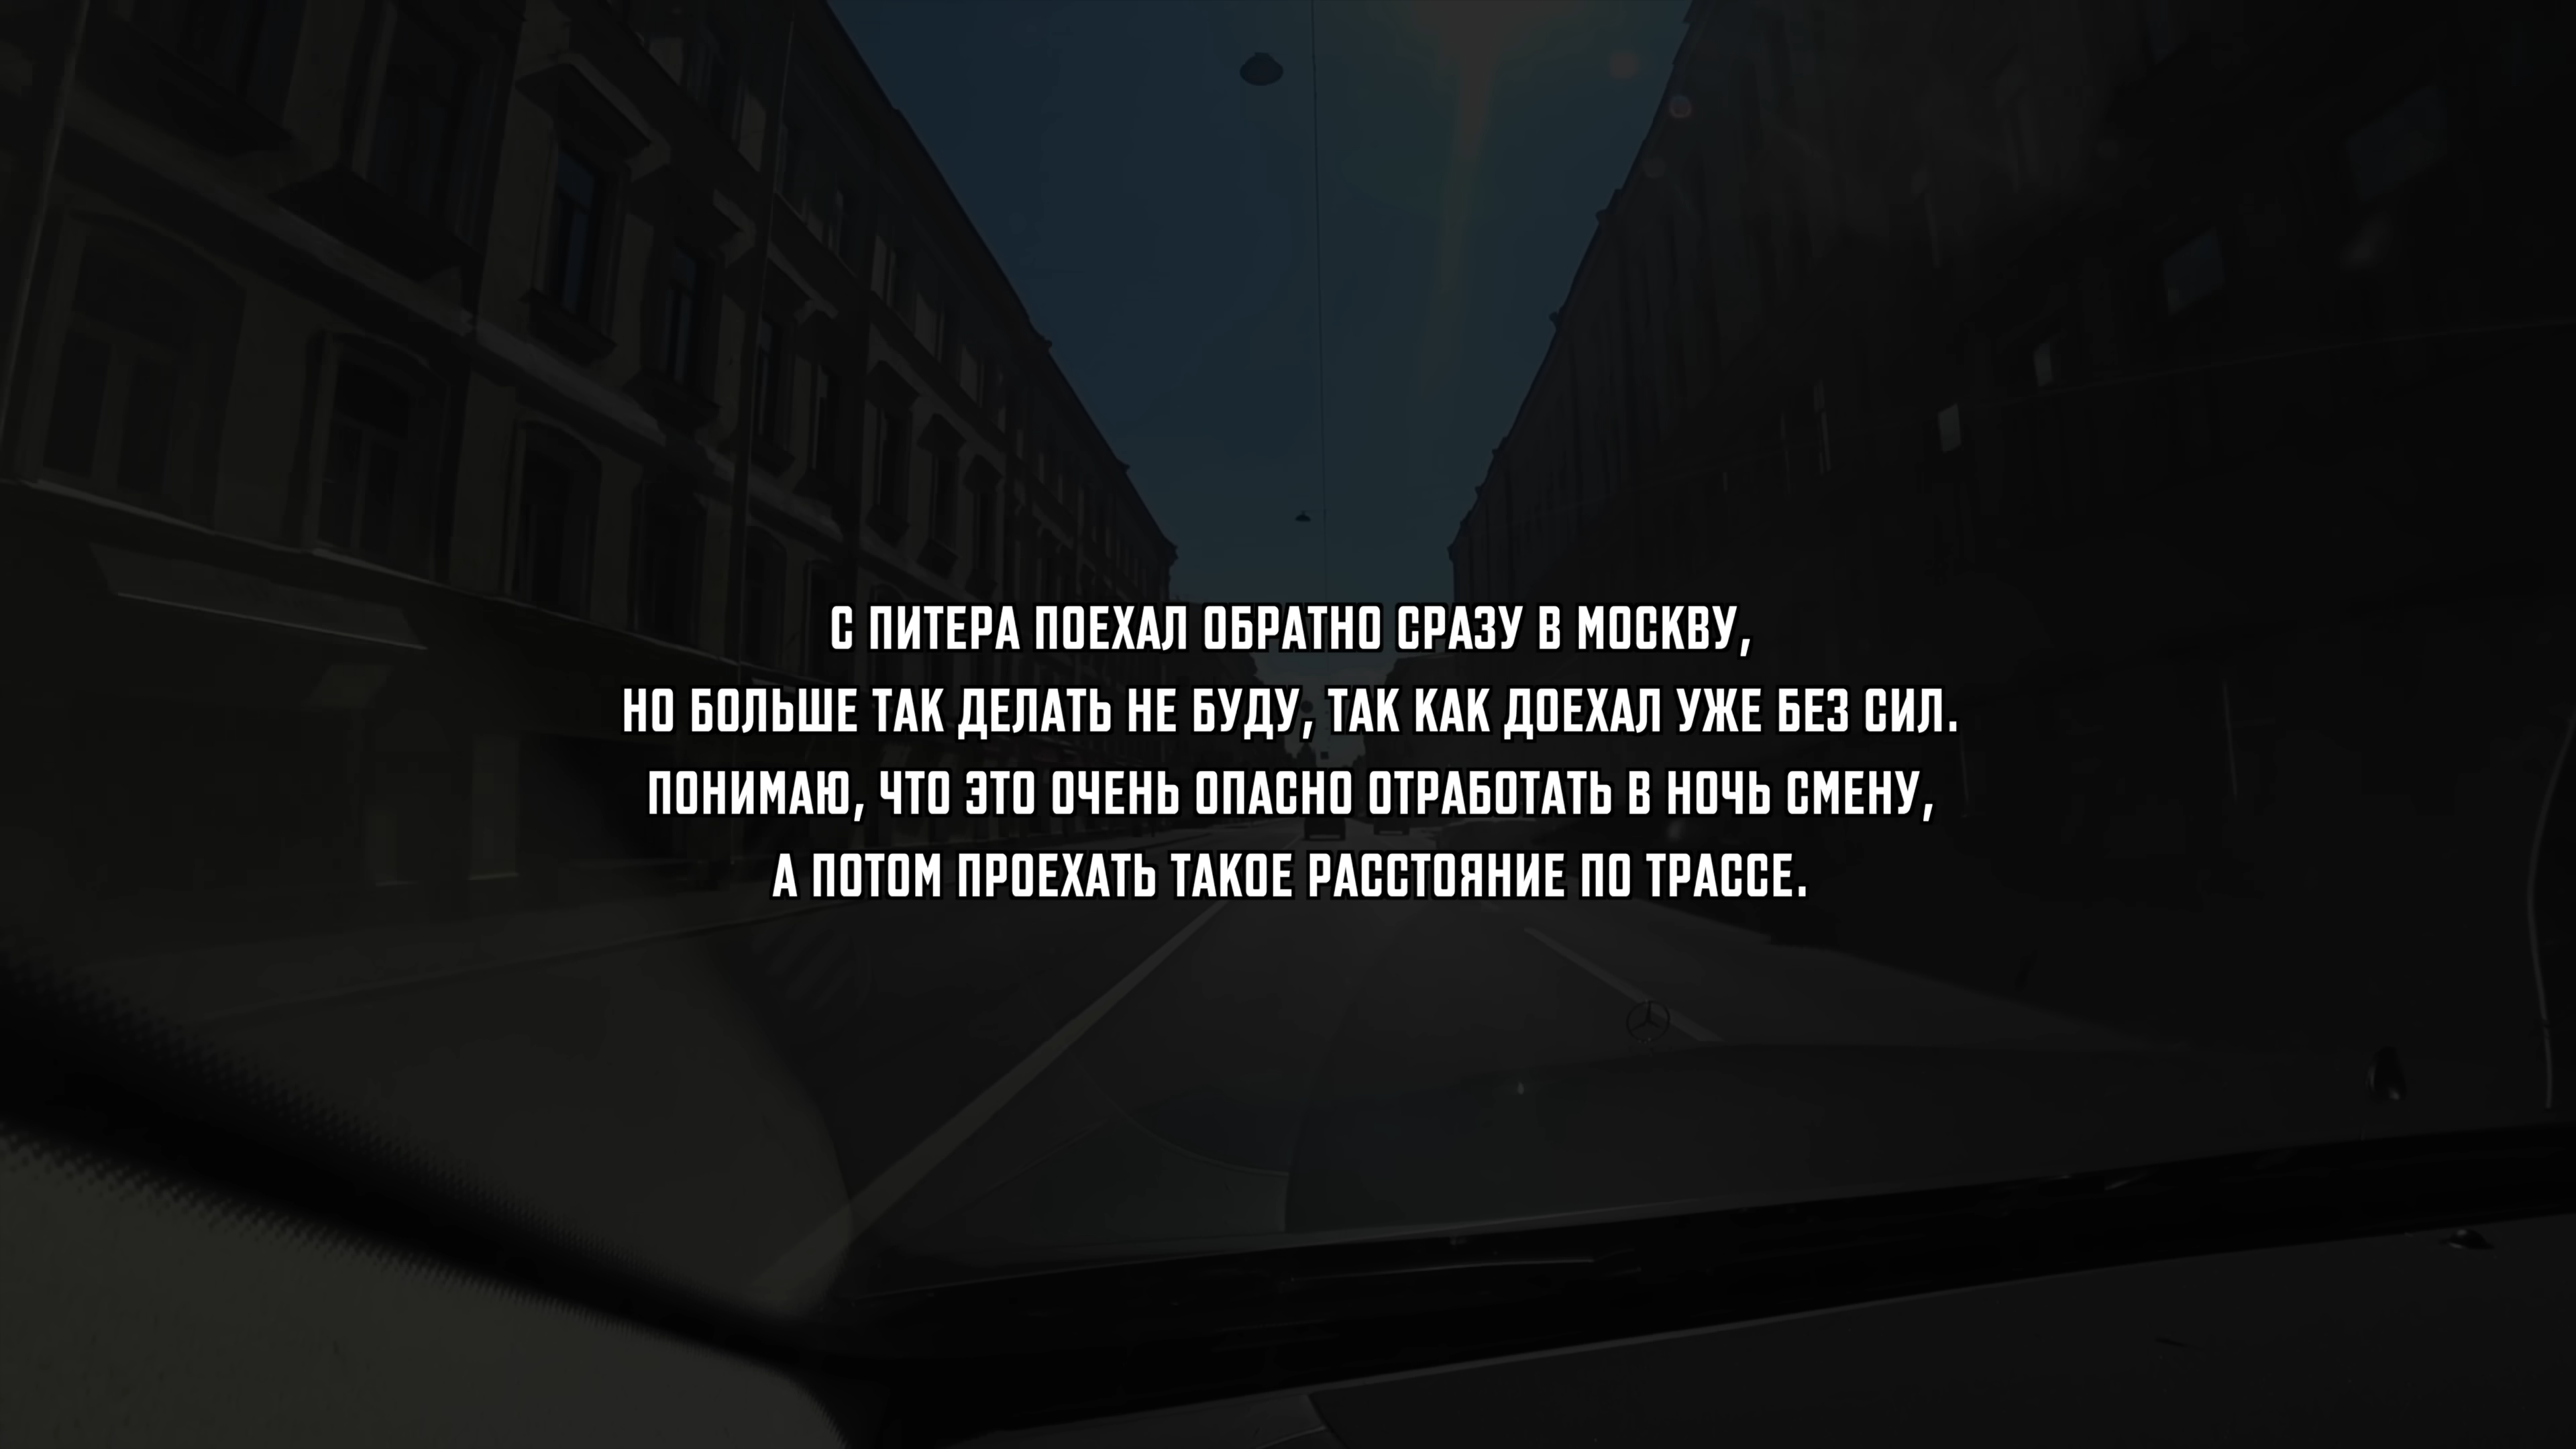 С ПИТЕРА ПОЕХАЛ ОБРАТНО СРАЗУ В МОСКВУ,
НО БОЛЬШЕ ТАК ДЕЛАТЬ НЕ БУДУ, ТАК КАК ДОЕХАЛ УЖЕ БЕЗ СИЛ.
ПОНИМАЮ, ЧТО ЭТО ОЧЕНЬ ОПАСНО ОТРАБОТАТЬ В НОЧЬ СМЕНУ,
А ПОТОМ ПРОЕХАТЬ ТАКОЕ РАССТОЯНИЕ ПО ТРАССЕ.